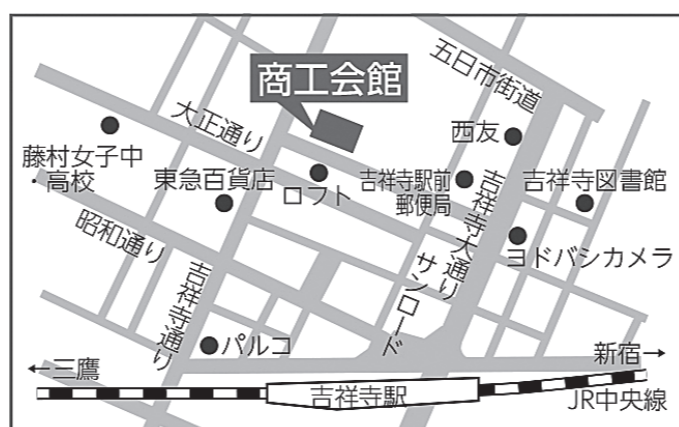 五日市街道
商工会館
大正通り
西友
藤村女子中
・高校
東急百貨店
ロフト
吉祥寺駅前
郵便局
吉祥寺図書館
昭和通り
吉祥寺大通り
ヨドバシカメラ
サンロード
吉祥寺通り
パルコ
新宿→
←三鷹
吉祥寺駅
JR中央線